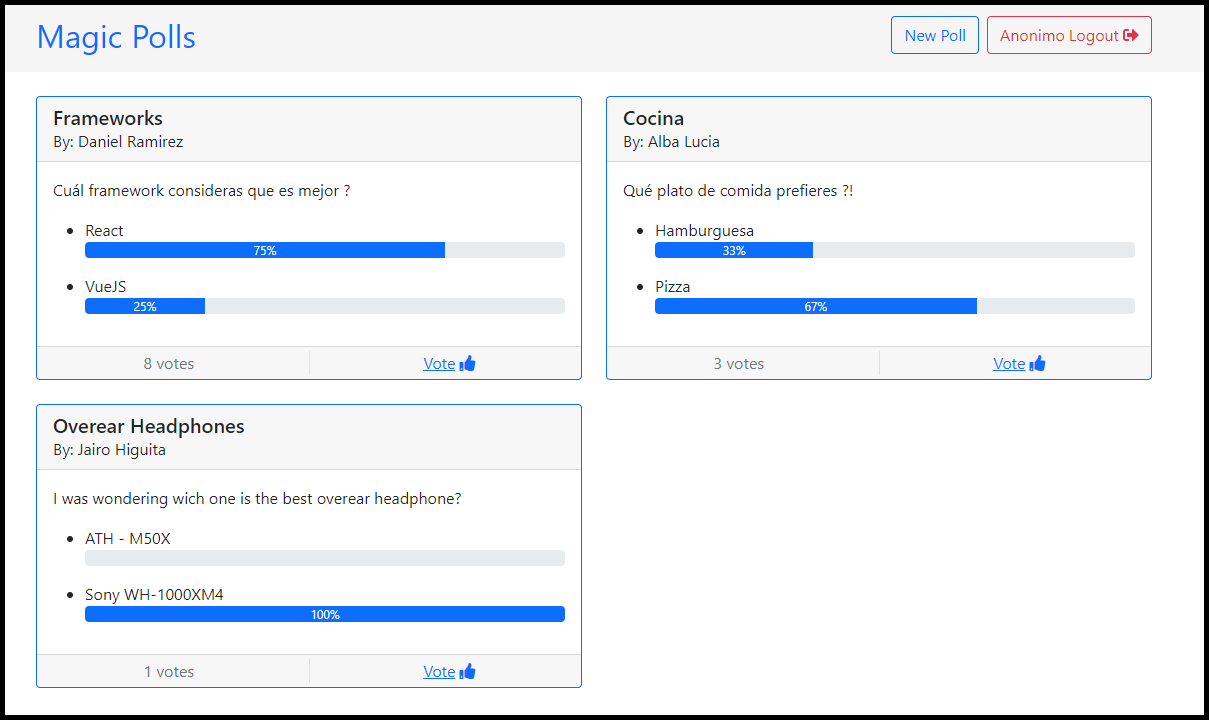 Magic Polls
New Poll
Anonimo Logout
Frameworks
By: Daniel Ramirez
Cuál framework consideras que es mejor ?
React
75%
VueJS
25%
8 votes
Vote
Cocina
By: Alba Lucia
Qué plato de comida prefieres ?!
Hamburguesa
33%
Pizza
67%
3 votes
Vote
Overear Headphones
By: Jairo Higuita
I was wondering wich one is the best overear headphone?
ATH - M50X
Sony WH-1000XM4
100%
1 votes
Vote